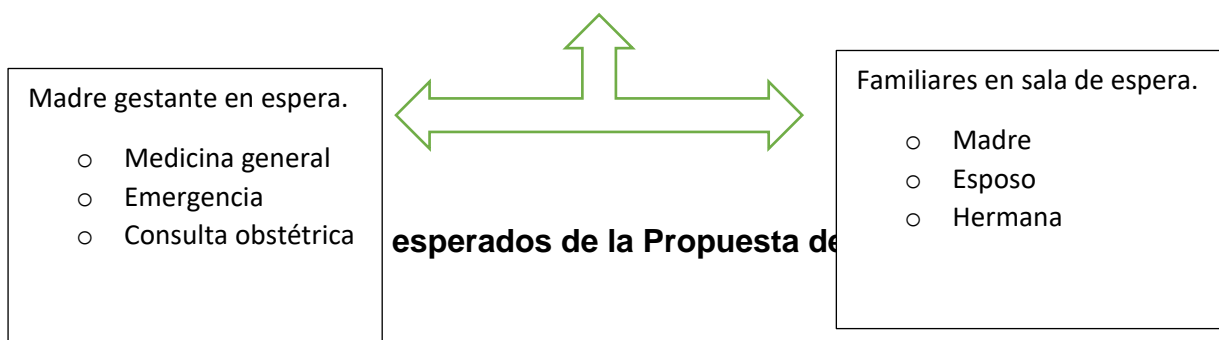 Madre gestante en espera.
o Medicina general
o Emergencia
o Consulta obstétrica
esperados de la Propuesta de
Familiares en sala de espera.
o Madre
o Esposo
o Hermana